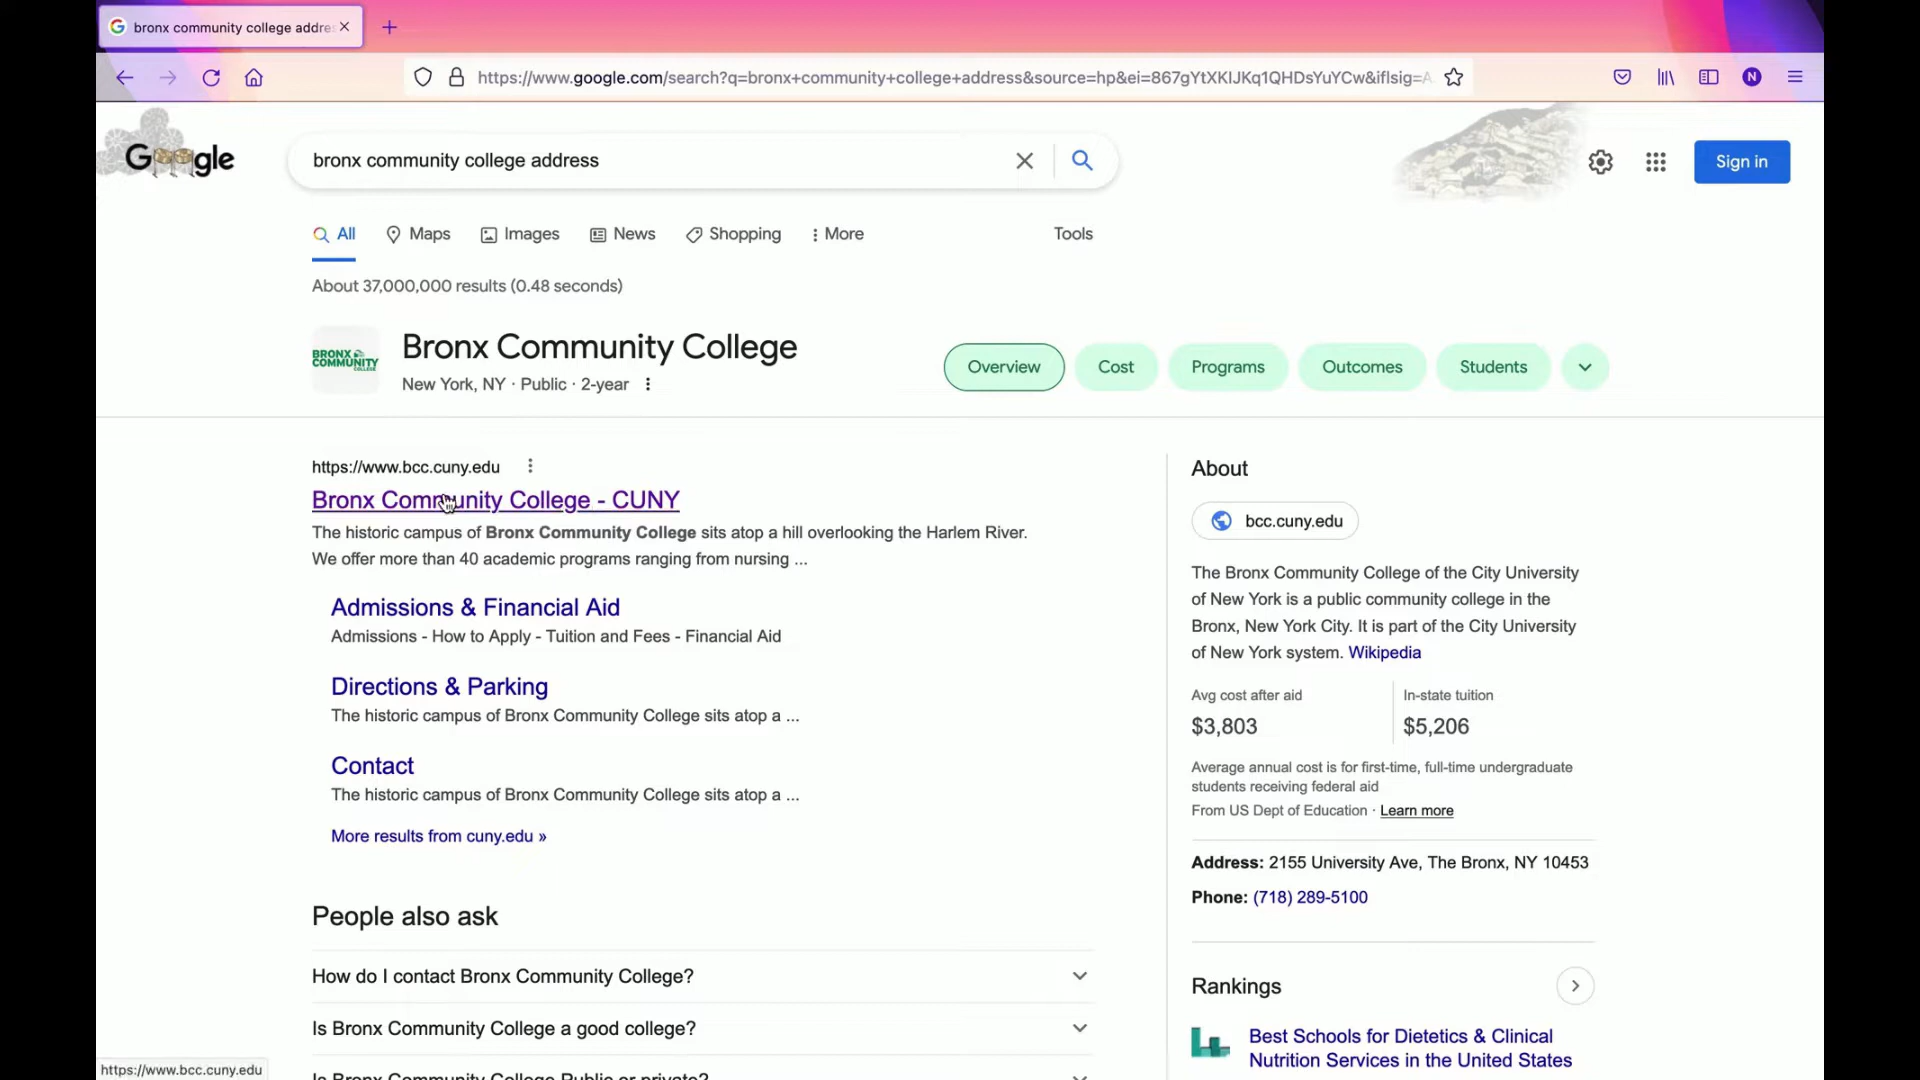 bronx community college addre
https://www.google.com/search?q=bronx+community+college+address&source=hp&ei=867gYtXKIJKq1QHDsYuYCw&iflsig=A
N
Google
bronx community college address
Sign in
All Maps Images News Shopping More Tools
About 37,000,000 results (0.48 seconds)
BRONX
COMMUNITY
COLLEGE
Bronx Community College
New York, NY · Public · 2-year
Overview Cost Programs Outcomes Students
https://www.bcc.cuny.edu
Bronx Community College - CUNY
The historic campus of Bronx Community College sits atop a hill overlooking the Harlem River.
We offer more than 40 academic programs ranging from nursing ...
Admissions & Financial Aid
Admissions - How to Apply - Tuition and Fees - Financial Aid
Directions & Parking
The historic campus of Bronx Community College sits atop a ...
Contact
The historic campus of Bronx Community College sits atop a ...
More results from cuny.edu »
People also ask
How do I contact Bronx Community College?
Is Bronx Community College a good college?
Is Bronx Community College Public or private?
About
bcc.cuny.edu
The Bronx Community College of the City University
of New York is a public community college in the
Bronx, New York City. It is part of the City University
of New York system. Wikipedia
Avg cost after aid
$3,803
In-state tuition
$5,206
Average annual cost is for first-time, full-time undergraduate
students receiving federal aid
From US Dept of Education · Learn more
Address: 2155 University Ave, The Bronx, NY 10453
Phone: (718) 289-5100
Rankings
Best Schools for Dietetics & Clinical
Nutrition Services in the United States
https://www.bcc.cuny.edu